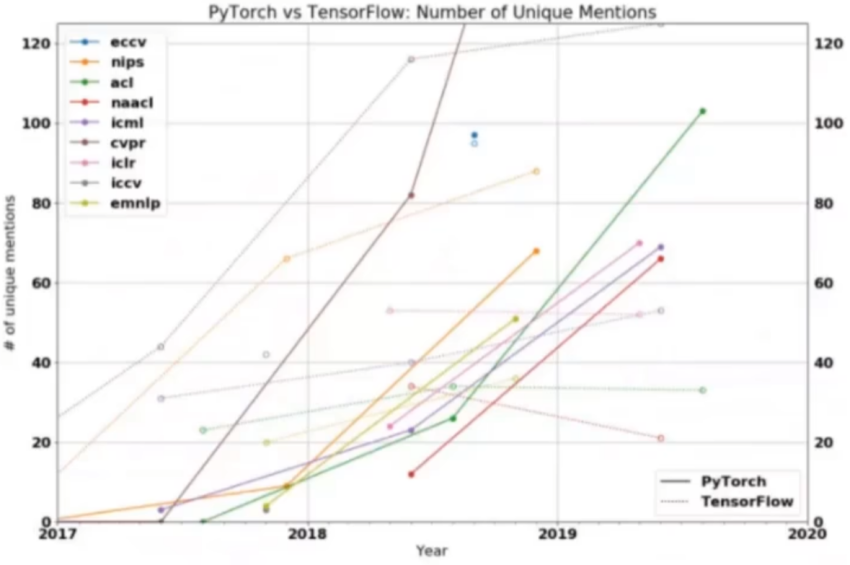 PyTorch vs TensorFlow: Number of Unique Mentions
120
100
80
60
40
20
0
# of unique mentions
eccv
nips
acl
naacl
icml
cvpr
iclr
iccv
emnlp
120
100
80
60
40
20
0
PyTorch
TensorFlow
2017 2018 2019 2020
Year